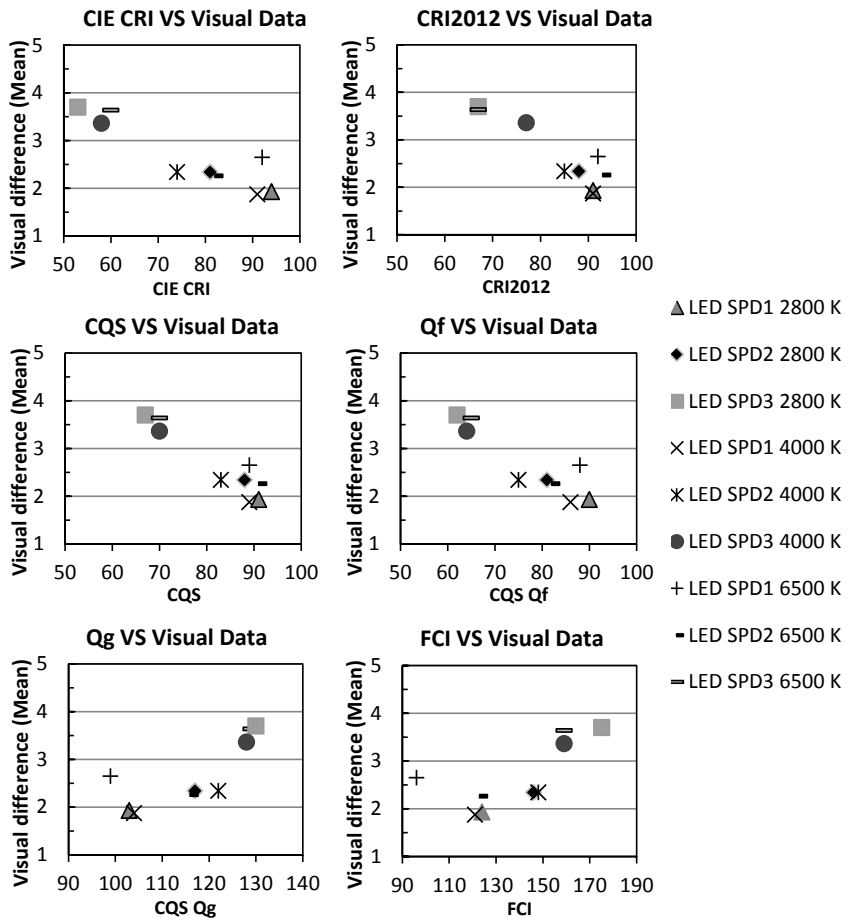 CIE CRI VS Visual Data
Visual difference (Mean)
5
4
3
2
1
50 60 70 80 90 100
CIE CRI
CRI2012 VS Visual Data
Visual difference (Mean)
5
4
3
2
1
50 60 70 80 90 100
CRI2012
CQS VS Visual Data
Visual difference (Mean)
5
4
3
2
1
50 60 70 80 90 100
CQS
Qf VS Visual Data
Visual difference (Mean)
5
4
3
2
1
50 60 70 80 90 100
CQS Qf
Qg VS Visual Data
Visual difference (Mean)
5
4
3
2
1
90 100 110 120 130 140
CQS Qg
FCI VS Visual Data
Visual difference (Mean)
5
4
3
2
1
90 110 130 150 170 190
FCI
LED SPD1 2800 K
LED SPD2 2800 K
LED SPD3 2800 K
LED SPD1 4000 K
LED SPD2 4000 K
LED SPD3 4000 K
LED SPD1 6500 K
LED SPD2 6500 K
LED SPD3 6500 K